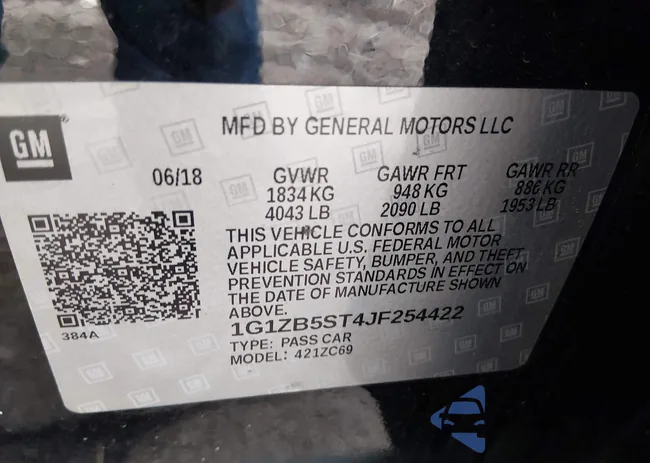 GM
MFD BY GENERAL MOTORS LLC
06/18 GVWR GAWR FRT GAWR RR
1834 KG 948 KG 886 KG
4043 LB 2090 LB 1953 LB
THIS VEHICLE CONFORMS TO ALL
APPLICABLE U.S. FEDERAL MOTOR
VEHICLE SAFETY, BUMPER, AND THEFT
PREVENTION STANDARDS IN EFFECT ON
THE DATE OF MANUFACTURE SHOWN
ABOVE.
1G1ZB5ST4JF254422
384A
TYPE: PASS CAR
MODEL: 421ZC69